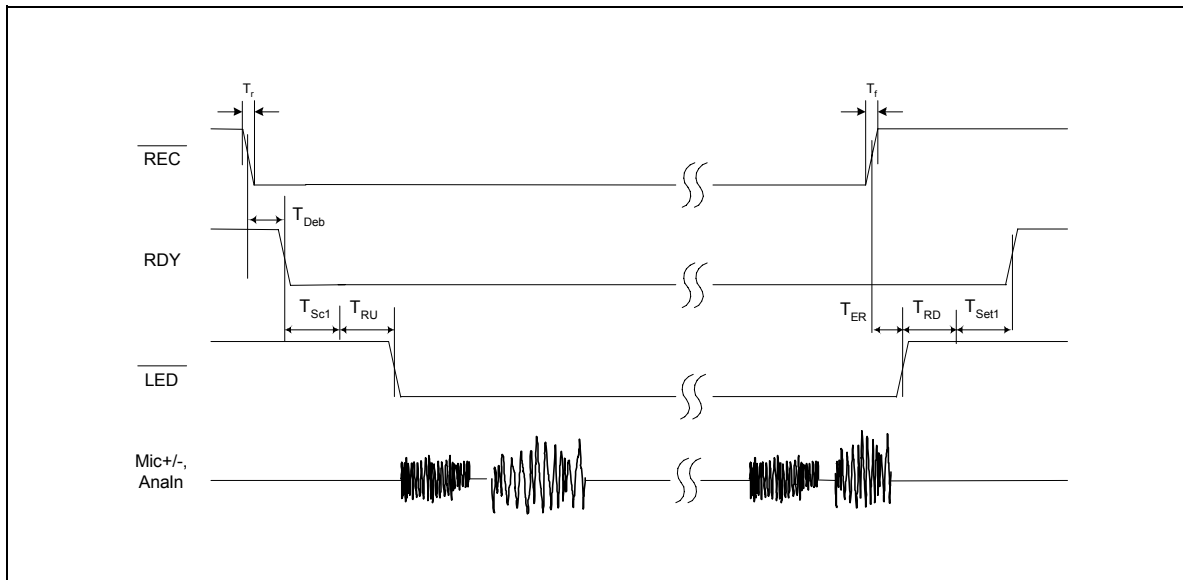 Tr
Tf
REC
TDeb
RDY
TSc1 TRU TER TRD TSet1
LED
Mic+/-,
AnaIn